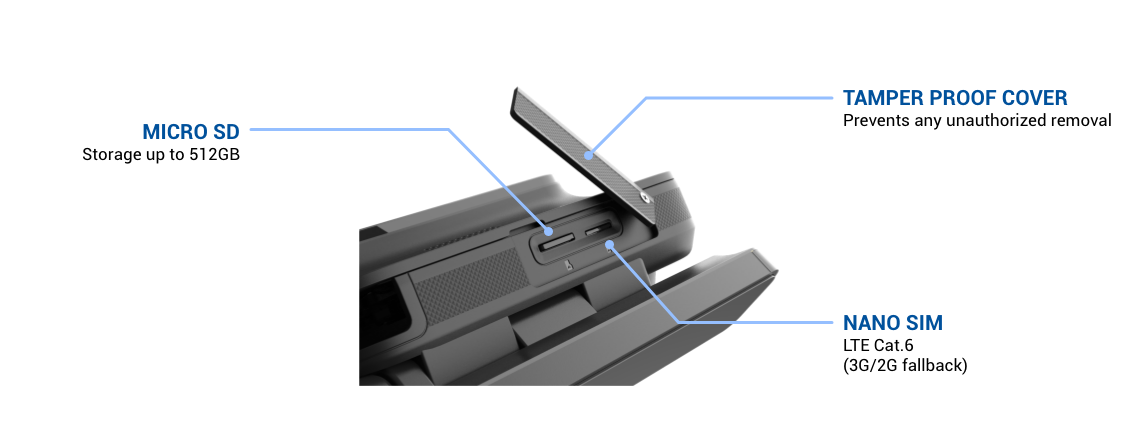 MICRO SD
Storage up to 512GB
TAMPER PROOF COVER
Prevents any unauthorized removal
NANO SIM
LTE Cat.6
(3G/2G fallback)